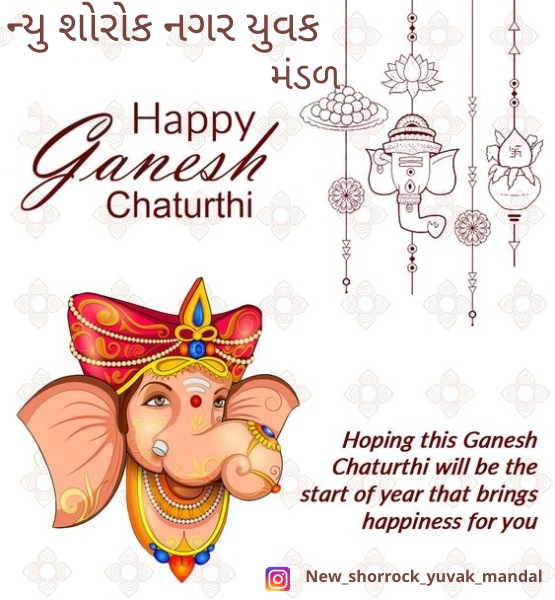 ન્યુ શોરોક નગર યુવક
મંડળ
Happy
Ganesh
Chaturthi
Hoping this Ganesh
Chaturthi will be the
start of year that brings
happiness for you
New_shorrock_yuvak_mandal